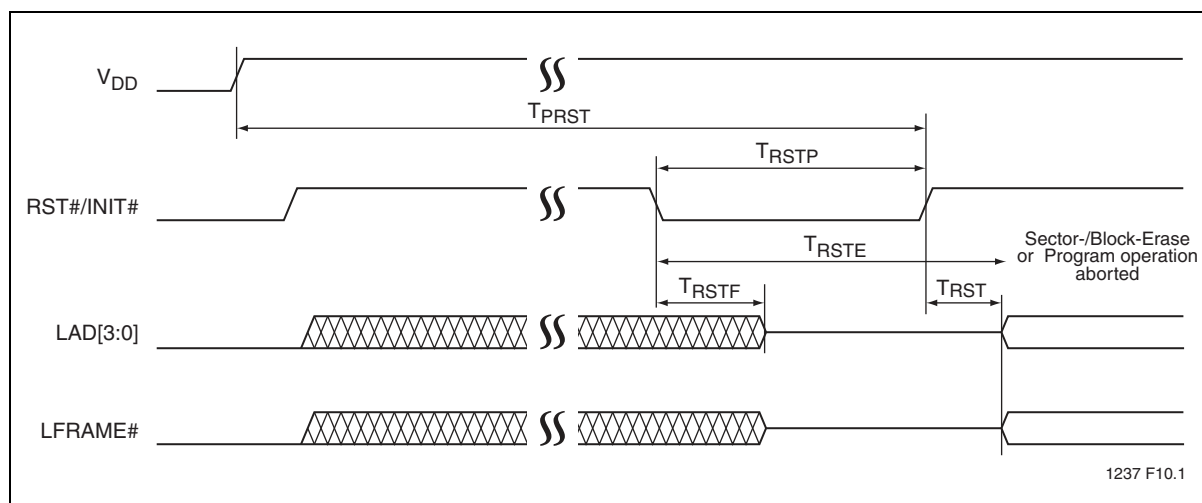 VDD
TPRST
TRSTP
RST#/INIT#
TRSTE
Sector-/Block-Erase
or Program operation
aborted
TRSTF
TRST
LAD[3:0]
LFRAME#
1237 F10.1